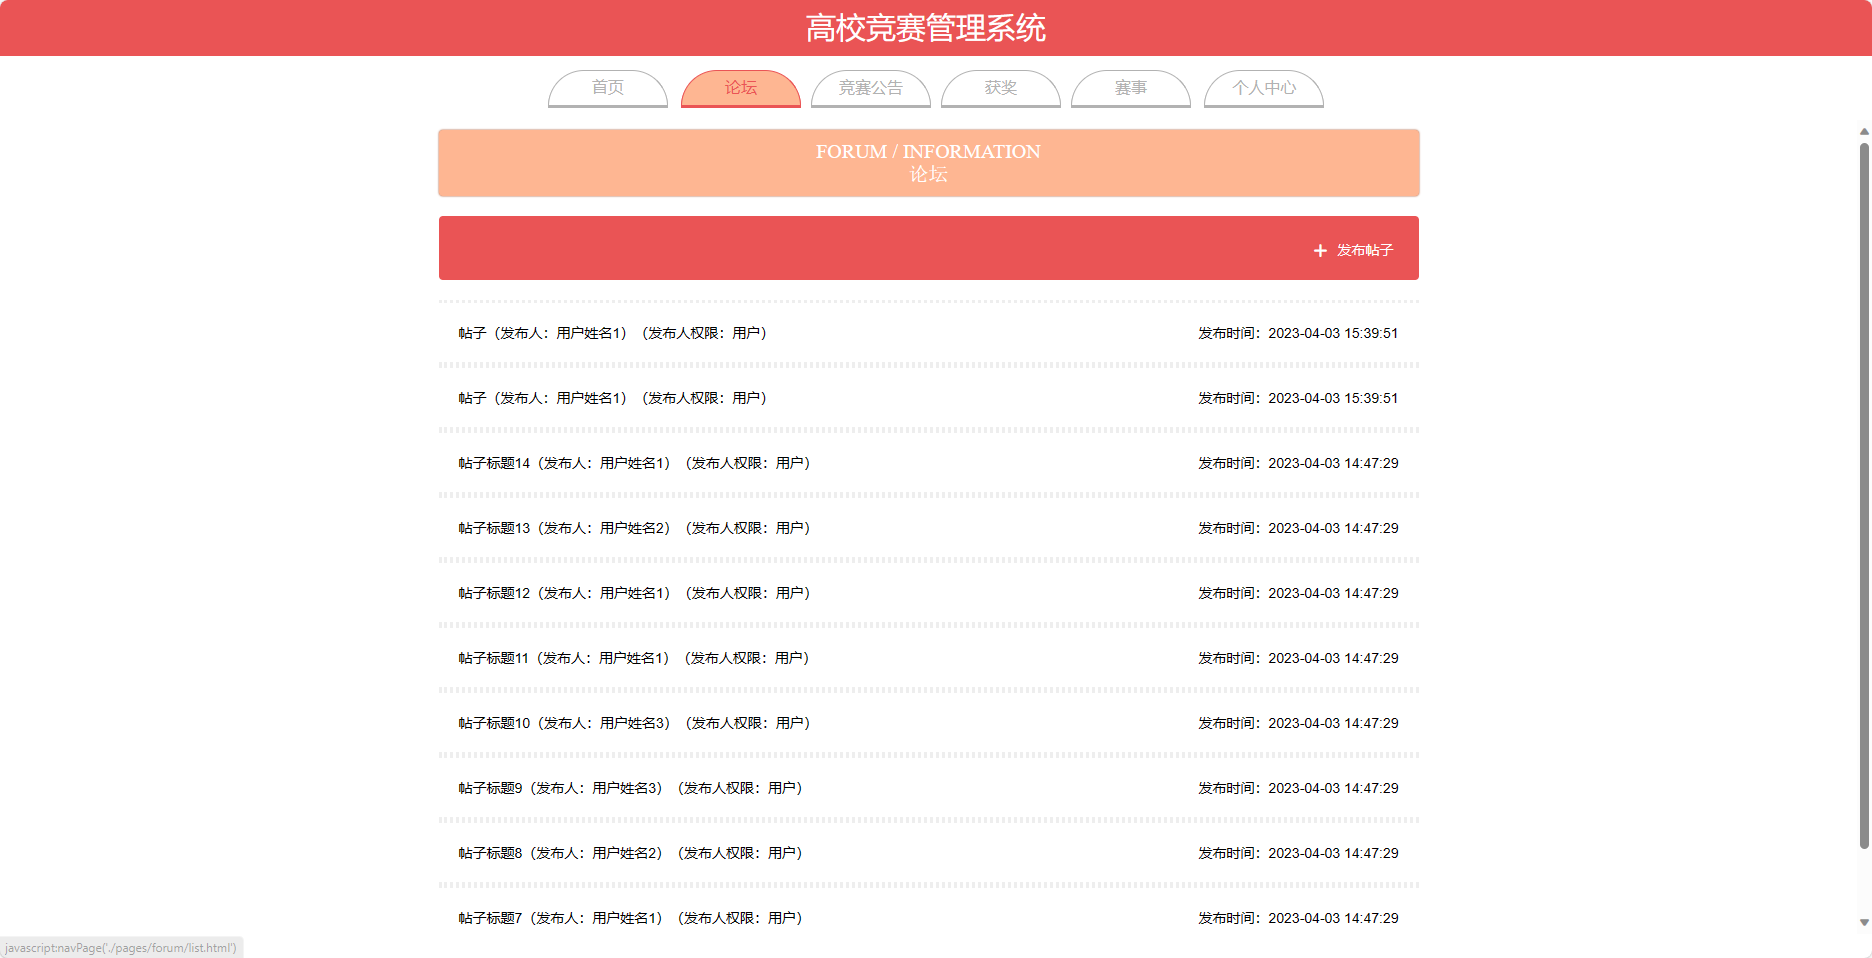 高校竞赛管理系统
首页 论坛 竞赛公告 获奖 赛事 个人中心
FORUM / INFORMATION
论坛
+ 发布帖子
帖子（发布人：用户姓名1）（发布人权限：用户） 发布时间：2023-04-03 15:39:51
帖子（发布人：用户姓名1）（发布人权限：用户） 发布时间：2023-04-03 15:39:51
帖子标题14（发布人：用户姓名1）（发布人权限：用户） 发布时间：2023-04-03 14:47:29
帖子标题13（发布人：用户姓名2）（发布人权限：用户） 发布时间：2023-04-03 14:47:29
帖子标题12（发布人：用户姓名1）（发布人权限：用户） 发布时间：2023-04-03 14:47:29
帖子标题11（发布人：用户姓名1）（发布人权限：用户） 发布时间：2023-04-03 14:47:29
帖子标题10（发布人：用户姓名3）（发布人权限：用户） 发布时间：2023-04-03 14:47:29
帖子标题9（发布人：用户姓名3）（发布人权限：用户） 发布时间：2023-04-03 14:47:29
帖子标题8（发布人：用户姓名2）（发布人权限：用户） 发布时间：2023-04-03 14:47:29
帖子标题7（发布人：用户姓名1）（发布人权限：用户） 发布时间：2023-04-03 14:47:29
javascript:navPage('./pages/forum/list.html')